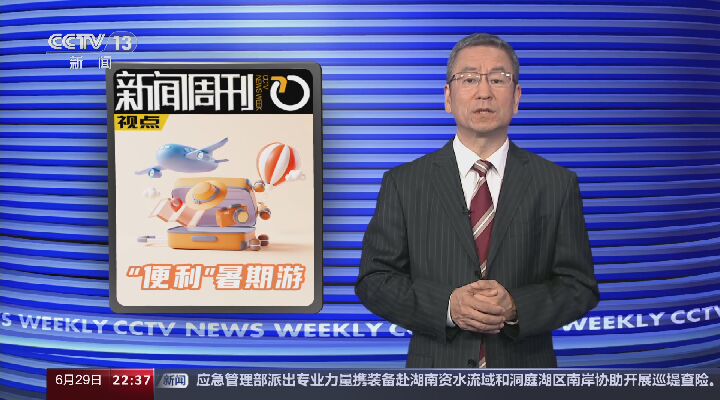 CCTV 13
新闻
新闻周刊
CCTV
NEWS WEEK
视点
“便利”暑期游
S WEEKLY CCTV NEWS WEEKLY CCTV NEWS WEEKLY CCTV
6月29日 22:37 新闻 应急管理部派出专业力量携装备赴湖南资水流域和洞庭湖区南岸协助开展巡堤查险。